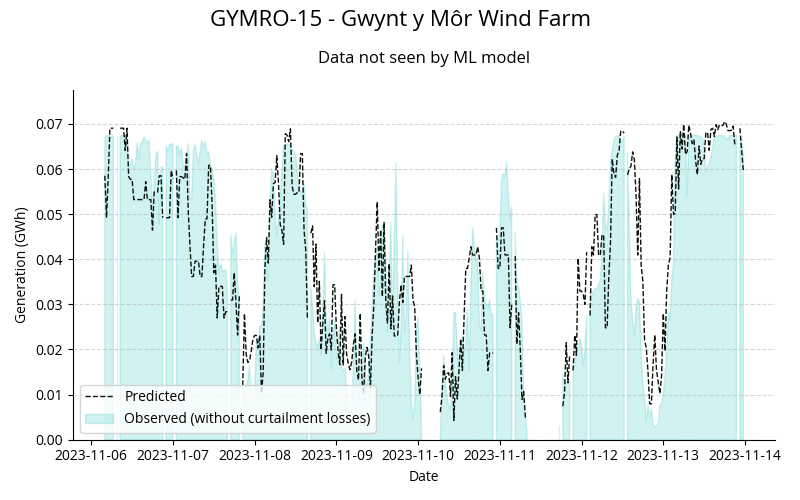 GYMRO-15 - Gwynt y Môr Wind Farm
Data not seen by ML model
Generation (GWh)
0.07
0.06
0.05
0.04
0.03
0.02
0.01
0.00
Predicted
Observed (without curtailment losses)
2023-11-06 2023-11-07 2023-11-08 2023-11-09 2023-11-10 2023-11-11 2023-11-12 2023-11-13 2023-11-14
Date